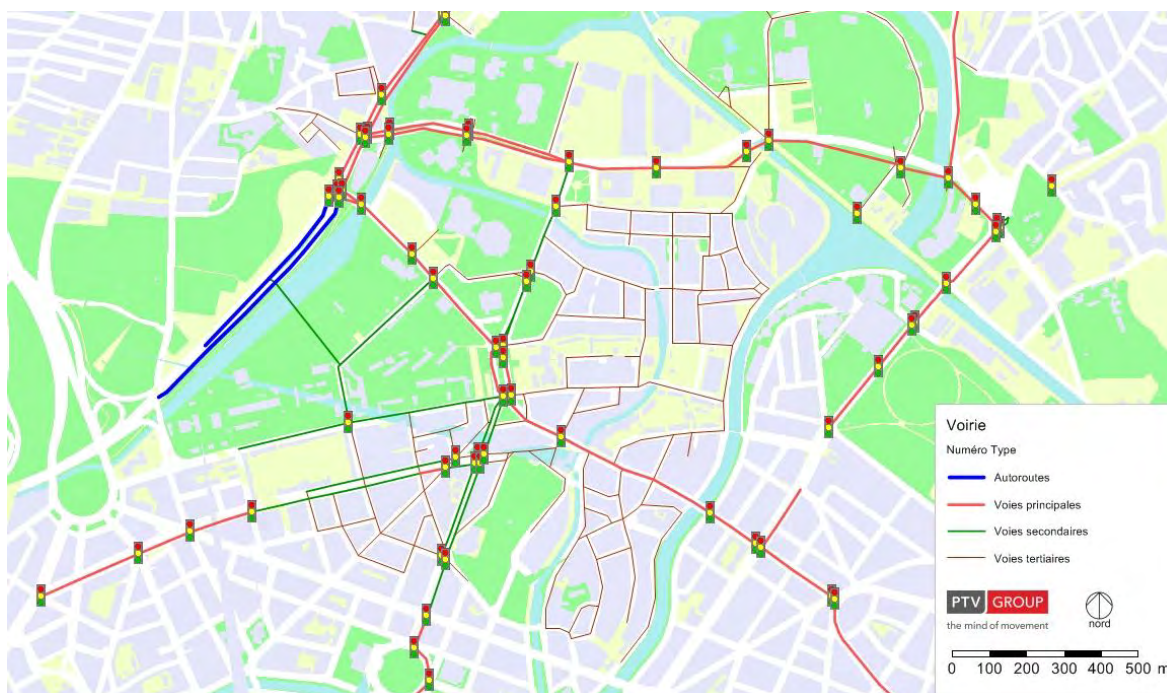 Voirie
Numéro Type
Autoroutes
Voies principales
Voies secondaires
Voies tertiaires
PTV GROUP
the mind of movement
nord
0 100 200 300 400 500 m